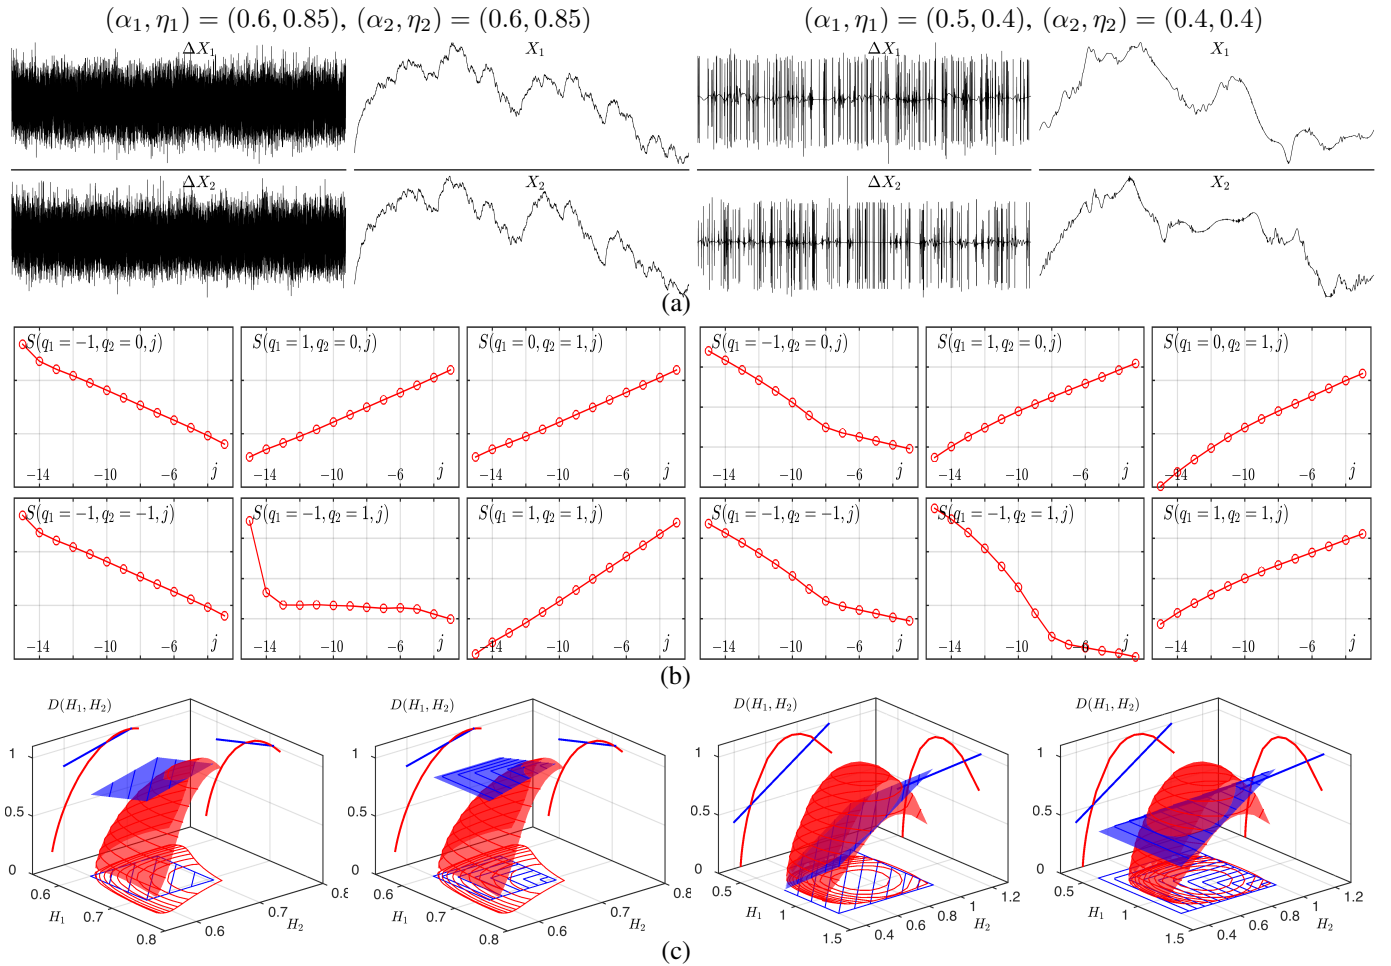 (α₁, η₁) = (0.6, 0.85), (α₂, η₂) = (0.6, 0.85)
(α₁, η₁) = (0.5, 0.4), (α₂, η₂) = (0.4, 0.4)
ΔX₁ X₁ ΔX₁ X₁
ΔX₂ X₂ ΔX₂ X₂
(a)
S(q₁ = −1, q₂ = 0, j) S(q₁ = 1, q₂ = 0, j) S(q₁ = 0, q₂ = 1, j) S(q₁ = −1, q₂ = 0, j) S(q₁ = 1, q₂ = 0, j) S(q₁ = 0, q₂ = 1, j)
−14 −10 −6 j −14 −10 −6 j −14 −10 −6 j −14 −10 −6 j −14 −10 −6 j −14 −10 −6 j
S(q₁ = −1, q₂ = −1, j) S(q₁ = −1, q₂ = 1, j) S(q₁ = 1, q₂ = 1, j) S(q₁ = −1, q₂ = −1, j) S(q₁ = −1, q₂ = 1, j) S(q₁ = 1, q₂ = 1, j)
−14 −10 −6 j −14 −10 −6 j −14 −10 −6 j −14 −10 −6 j −14 −10 −6 j −14 −10 −6 j
(b)
D(H₁, H₂) D(H₁, H₂) D(H₁, H₂) D(H₁, H₂)
1 1 1 1
0.5 0.5 0.5 0.5
0 0 0 0
0.6 0.7 0.8 H₁ 0.6 0.7 0.8 H₂
0.6 0.7 0.8 H₁ 0.6 0.7 0.8 H₂
0.5 1 1.5 H₁ 0.4 0.6 0.8 1 1.2 H₂
0.5 1 1.5 H₁ 0.4 0.6 0.8 1 1.2 H₂
(c)